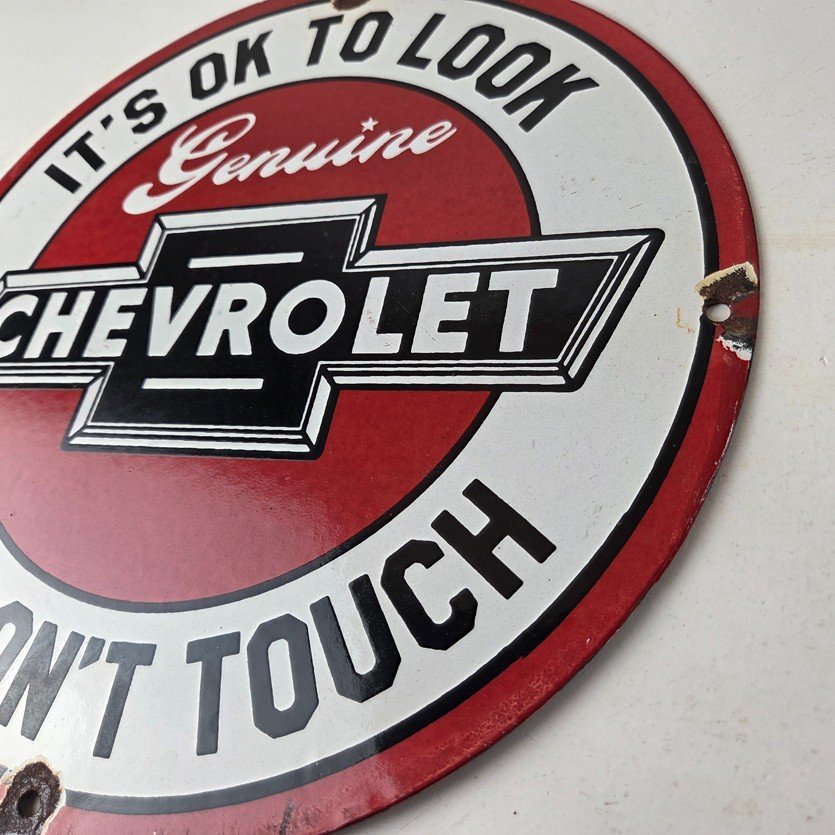 IT'S OK TO LOOK
Genuine
CHEVROLET
ON'T TOUCH